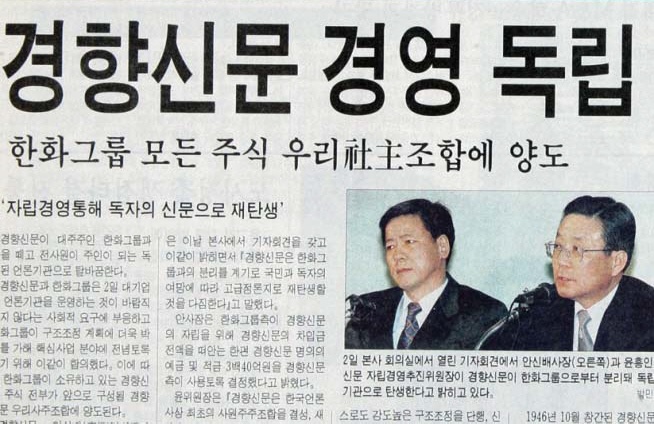 경향신문 경영 독립
한화그룹 모든 주식 우리社主조합에 양도
'자립경영통해 독자의 신문으로 재탄생'
경향신문이 대주주인 한화그룹과
을 떼고 전사원이 주인이 되는 독
된 언론기관으로 탈바꿈한다.
경향신문과 한화그룹은 2일 대기업
언론기관을 운영하는 것이 바람직
지 않다는 사회적 요구에 부응하고
화그룹이 구조조정 계획에 더욱 박
를 가해 핵심사업 분야에 전념토록
기 위해 이같이 합의했다. 이에 따
한화그룹이 소유하고 있는 경향신
주식 전부가 앞으로 구성될 경향
문 우리사주조합에 양도된다.
은 이날 본사에서 기자회견을 갖고
이같이 밝히면서 「경향신문은 한화그
룹과의 분리를 계기로 국민과 독자의
여망에 따라 고급정론지로 재탄생할
것을 다짐한다」고 말했다.
안사장은 한화그룹측이 경향신문
의 자립을 위해 경향신문의 차입금
전액을 떠안는 한편 경향신문 명의의
예금 및 적금 3백40억원을 경향신문
측이 사용토록 결정했다고 밝혔다.
윤위원장은 「경향신문은 한국언론
사상 최초의 사원주주조합을 결성, 새
2일 본사 회의실에서 열린 기자회견에서 안신배사장(오른쪽)과 윤흥인
신문 자립경영추진위원장이 경향신문이 한화그룹으로부터 분리돼 독립
기관으로 탄생한다고 밝히고 있다.
스로도 강도높은 구조조정을 단행, 신
1946년 10월 창간된 경향신문